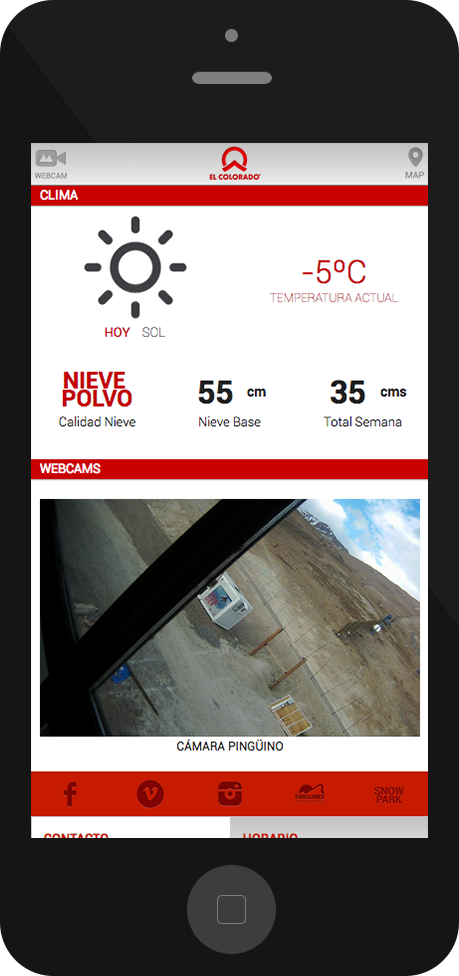 WEBCAM
EL COLORADO
MAP
CLIMA
-5ºC
TEMPERATURA ACTUAL
HOY SOL
NIEVE
POLVO
55 cm
35 cms
Calidad Nieve
Nieve Base
Total Semana
WEBCAMS
CÁMARA PINGÜINO
FARELLONES
SNOW
PARK
CONTACTO
HORARIO